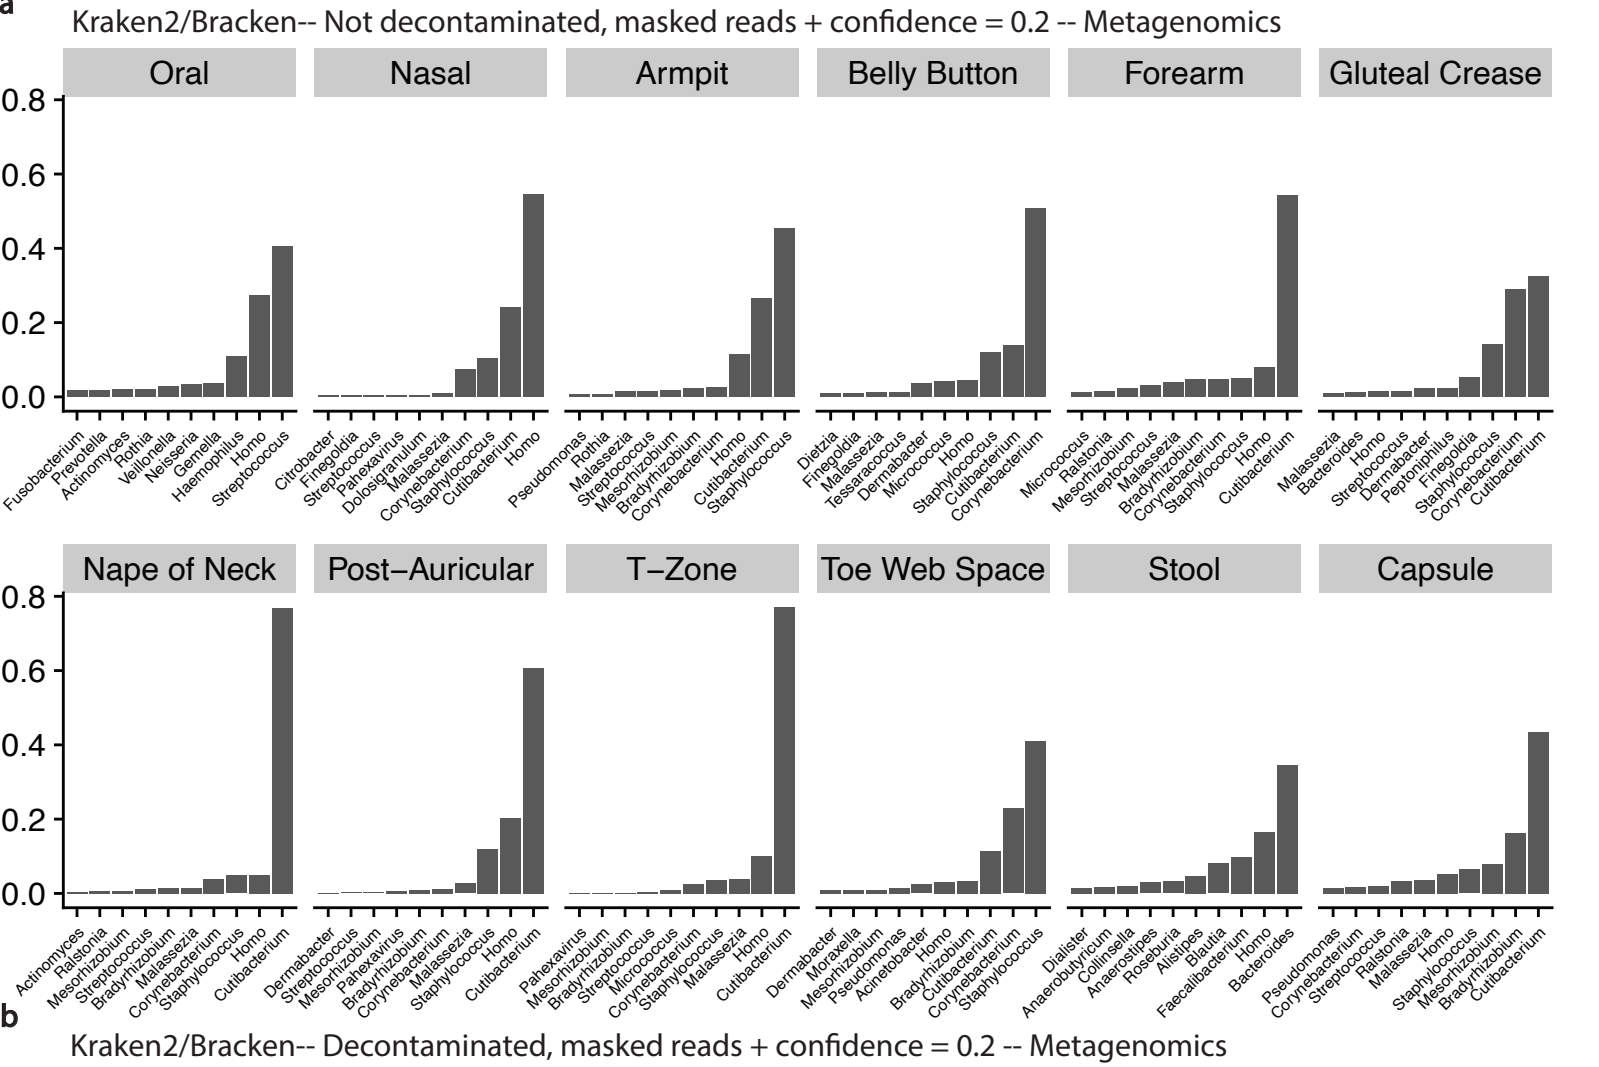 a
Kraken2/Bracken-- Not decontaminated, masked reads + confidence = 0.2 -- Metagenomics
Oral Nasal Armpit Belly Button Forearm Gluteal Crease
0.8
0.6
0.4
0.2
0.0
Fusobacterium Prevotella Actinomyces Rothia Veillonella Neisseria Gemella Haemophilus Homo Streptococcus
Citrobacter Finegoldia Streptococcus Pahexavirus Dolosigranulum Malassezia Corynebacterium Staphylococcus Cutibacterium Homo
Pseudomonas Rothia Malassezia Streptococcus Mesorhizobium Bradyrhizobium Corynebacterium Homo Cutibacterium Staphylococcus
Dietzia Finegoldia Malassezia Tessaracoccus Dermabacter Micrococcus Homo Staphylococcus Cutibacterium Corynebacterium
Micrococcus Ralstonia Mesorhizobium Streptococcus Malassezia Bradyrhizobium Corynebacterium Staphylococcus Homo Cutibacterium
Malassezia Bacteroides Homo Streptococcus Dermabacter Peptoniphilus Finegoldia Staphylococcus Corynebacterium Cutibacterium
Nape of Neck Post−Auricular T−Zone Toe Web Space Stool Capsule
0.8
0.6
0.4
0.2
0.0
Actinomyces Ralstonia Mesorhizobium Streptococcus Bradyrhizobium Malassezia Corynebacterium Staphylococcus Homo Cutibacterium
Dermabacter Streptococcus Mesorhizobium Pahexavirus Bradyrhizobium Corynebacterium Malassezia Staphylococcus Homo Cutibacterium
Pahexavirus Mesorhizobium Bradyrhizobium Streptococcus Micrococcus Corynebacterium Staphylococcus Malassezia Homo Cutibacterium
Dermabacter Moraxella Mesorhizobium Pseudomonas Acinetobacter Homo Bradyrhizobium Cutibacterium Corynebacterium Staphylococcus
Dialister Anaerobutyricum Collinsella Anaerostipes Roseburia Alistipes Blautia Faecalibacterium Homo Bacteroides
Pseudomonas Corynebacterium Streptococcus Ralstonia Malassezia Homo Staphylococcus Mesorhizobium Bradyrhizobium Cutibacterium
b
Kraken2/Bracken-- Decontaminated, masked reads + confidence = 0.2 -- Metagenomics